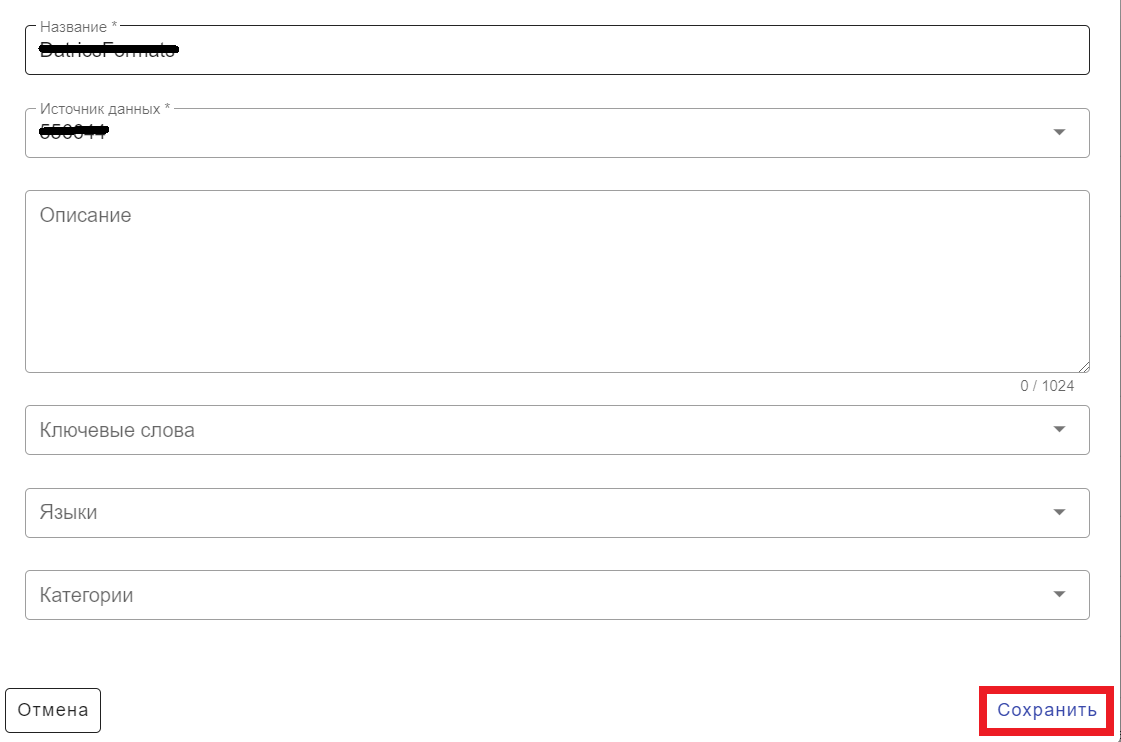 Название *
Источник данных *
Описание
0 / 1024
Ключевые слова
Языки
Категории
Отмена
Сохранить